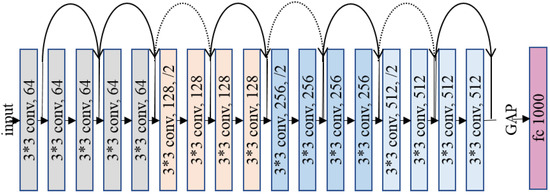 input
3*3 conv, 64
3*3 conv, 64
3*3 conv, 64
3*3 conv, 64
3*3 conv, 64
3*3 conv, 128, /2
3*3 conv, 128
3*3 conv, 128
3*3 conv, 128
3*3 conv, 256, /2
3*3 conv, 256
3*3 conv, 256
3*3 conv, 256
3*3 conv, 512, /2
3*3 conv, 512
3*3 conv, 512
3*3 conv, 512
GAP
fc 1000